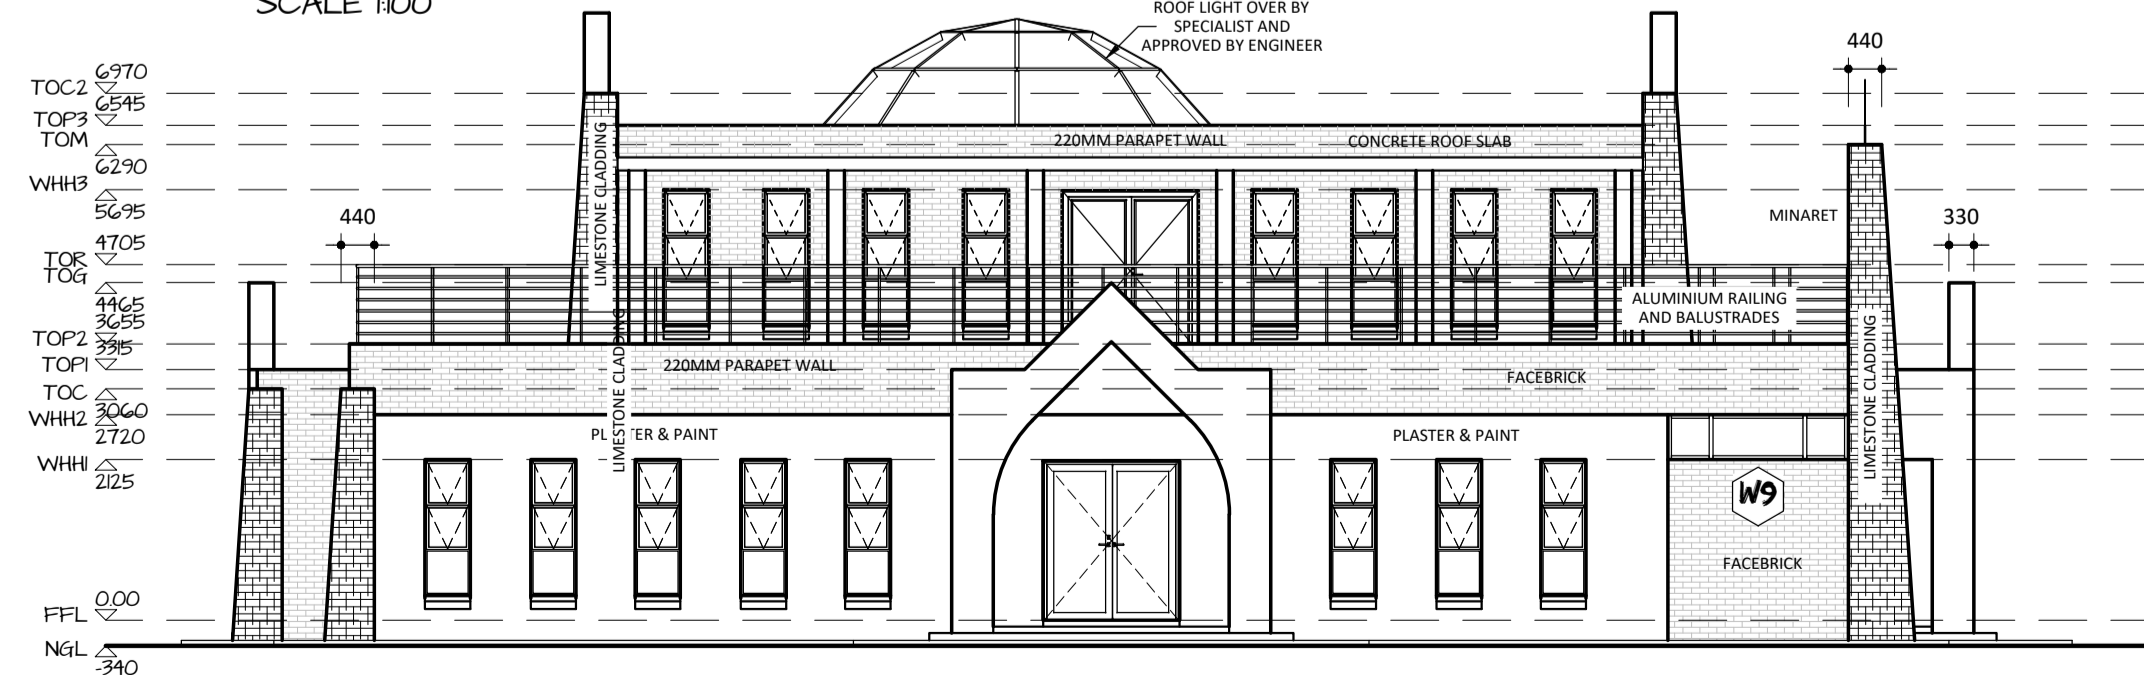 SCALE 1:100
ROOF LIGHT OVER BY
SPECIALIST AND
APPROVED BY ENGINEER
440
6970
TOC2
6545
TOP3
TOM
6290
WHH3
5695
4705
TOR
TOG
4465
3655
TOP2
3315
TOP1
TOC
3060
WHH2
2720
WHH1
2125
0.00
FFL
NGL
-340
440
LIMESTONE CLADDING
LIMESTONE CLADDING
220MM PARAPET WALL
CONCRETE ROOF SLAB
MINARET
330
ALUMINIUM RAILING
AND BALUSTRADES
220MM PARAPET WALL
FACEBRICK
LIMESTONE CLADDING
PLASTER & PAINT
PLASTER & PAINT
W9
FACEBRICK